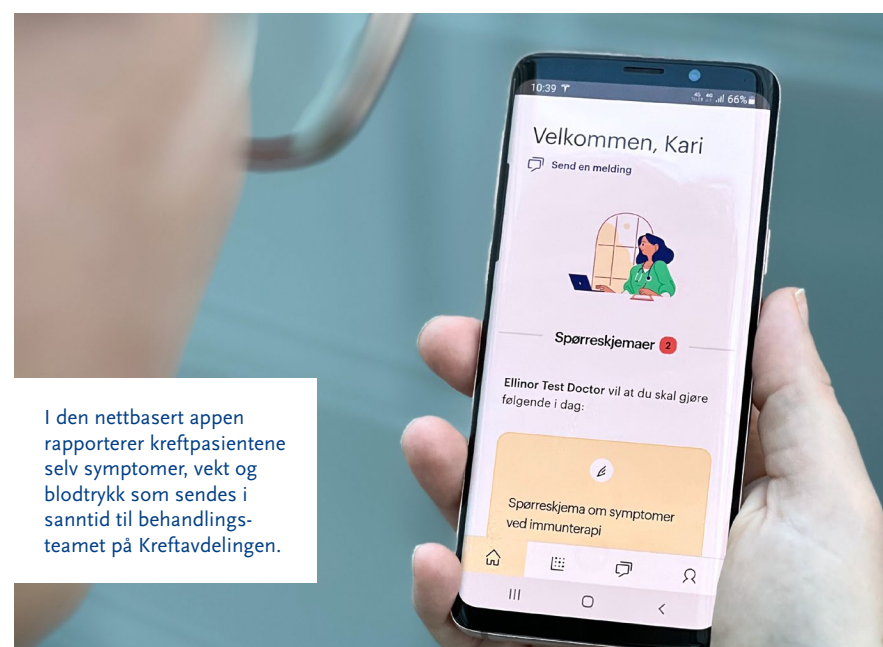 10:39
66%
Velkommen, Kari
Send en melding
Spørreskjemaer 2
Ellinor Test Doctor vil at du skal gjøre
følgende i dag:
Spørreskjema om symptomer
ved immunterapi
I den nettbasert appen
rapporterer kreftpasientene
selv symptomer, vekt og
blodtrykk som sendes i
sanntid til behandlings-
teamet på Kreftavdelingen.